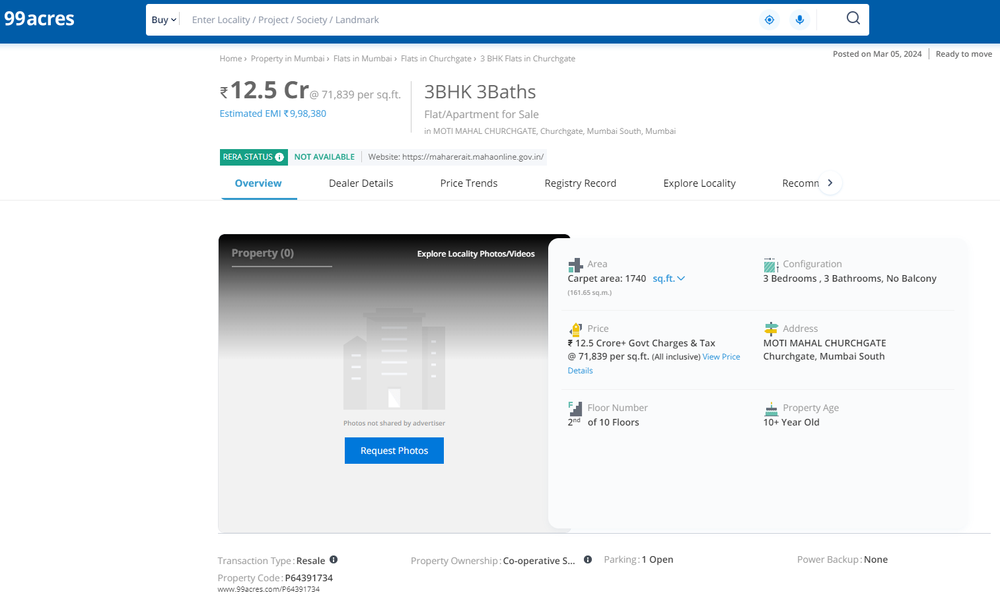 99acres
Buy
Enter Locality / Project / Society / Landmark
Home › Property in Mumbai › Flats in Mumbai › Flats in Churchgate › 3 BHK Flats in Churchgate
Posted on Mar 05, 2024 | Ready to move
₹ 12.5 Cr @ 71,839 per sq.ft.
Estimated EMI ₹ 9,98,380
3BHK 3Baths
Flat/Apartment for Sale
in MOTI MAHAL CHURCHGATE, Churchgate, Mumbai South, Mumbai
RERA STATUS NOT AVAILABLE Website: https://maharerait.mahaonline.gov.in/
Overview Dealer Details Price Trends Registry Record Explore Locality Recomm
Property (0)
Explore Locality Photos/Videos
Photos not shared by advertiser
Request Photos
Area
Carpet area: 1740 sq.ft.
(161.65 sq.m.)
Configuration
3 Bedrooms , 3 Bathrooms, No Balcony
Price
₹ 12.5 Crore+ Govt Charges & Tax
@ 71,839 per sq.ft. (All inclusive) View Price
Details
Address
MOTI MAHAL CHURCHGATE
Churchgate, Mumbai South
F
Floor Number
2nd of 10 Floors
Property Age
10+ Year Old
Transaction Type : Resale
Property Ownership : Co-operative S...
Parking : 1 Open
Power Backup : None
Property Code : P64391734
www.99acres.com/P64391734